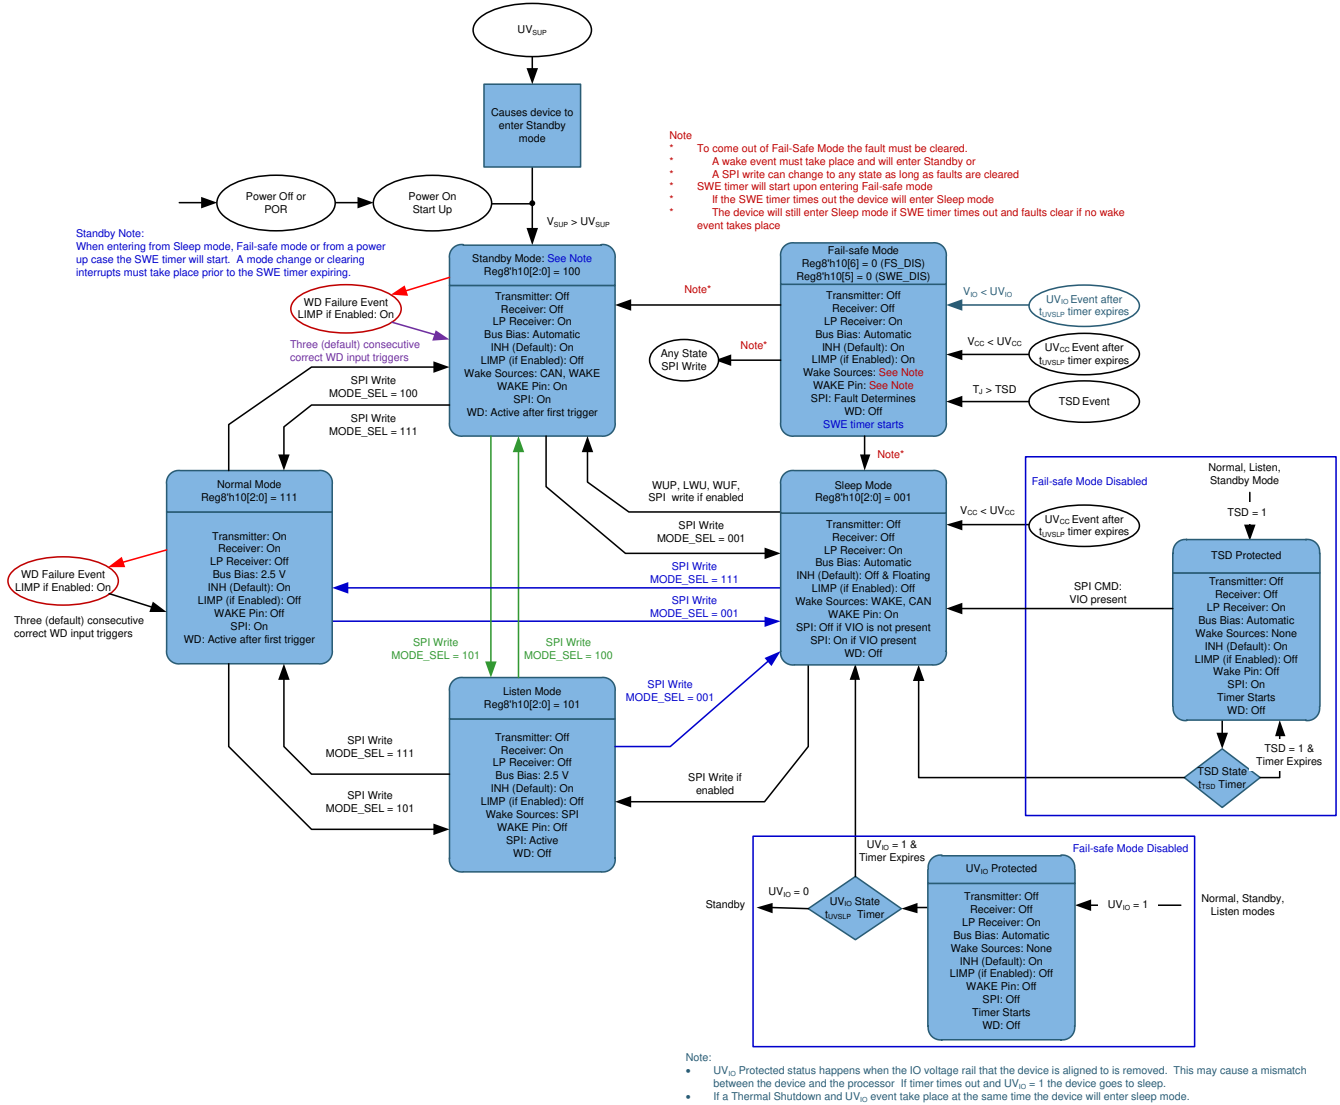 UVSUP
Causes device to
enter Standby
mode
Power Off or
POR
Power On
Start Up
VSUP > UVSUP
Note
* To come out of Fail-Safe Mode the fault must be cleared.
* A wake event must take place and will enter Standby or
* A SPI write can change to any state as long as faults are cleared
* SWE timer will start upon entering Fail-safe mode
* If the SWE timer times out the device will enter Sleep mode
* The device will still enter Sleep mode if SWE timer times out and faults clear if no wake
event takes place
Standby Note:
When entering from Sleep mode, Fail-safe mode or from a power
up case the SWE timer will start. A mode change or clearing
interrupts must take place prior to the SWE timer expiring.
WD Failure Event
LIMP if Enabled: On
Three (default) consecutive
correct WD input triggers
Standby Mode: See Note
Reg8'h10[2:0] = 100
Transmitter: Off
Receiver: Off
LP Receiver: On
Bus Bias: Automatic
INH (Default): On
LIMP (if Enabled): Off
Wake Sources: CAN, WAKE
WAKE Pin: On
SPI: On
WD: Active after first trigger
Note*
Note*
Any State
SPI Write
Fail-safe Mode
Reg8'h10[6] = 0 (FS_DIS)
Reg8'h10[5] = 0 (SWE_DIS)
Transmitter: Off
Receiver: Off
LP Receiver: On
Bus Bias: Automatic
INH (Default): On
LIMP (if Enabled): On
Wake Sources: See Note
WAKE Pin: See Note
SPI: Fault Determines
WD: Off
SWE timer starts
VIO < UVIO
UVIO Event after
tUVSLP timer expires
VCC < UVCC
UVCC Event after
tUVSLP timer expires
TJ > TSD
TSD Event
Note*
SPI Write
MODE_SEL = 100
SPI Write
MODE_SEL = 111
Normal Mode
Reg8'h10[2:0] = 111
Transmitter: On
Receiver: On
LP Receiver: Off
Bus Bias: 2.5 V
INH (Default): On
LIMP (if Enabled): Off
WAKE Pin: Off
SPI: On
WD: Active after first trigger
WD Failure Event
LIMP if Enabled: On
Three (default) consecutive
correct WD input triggers
WUP, LWU, WUF,
SPI write if enabled
SPI Write
MODE_SEL = 001
SPI Write
MODE_SEL = 111
SPI Write
MODE_SEL = 001
Sleep Mode
Reg8'h10[2:0] = 001
Transmitter: Off
Receiver: Off
LP Receiver: On
Bus Bias: Automatic
INH (Default): Off & Floating
LIMP (if Enabled): Off
Wake Sources: WAKE, CAN
WAKE Pin: On
SPI: Off if VIO is not present
SPI: On if VIO present
WD: Off
VCC < UVCC
UVCC Event after
tUVSLP timer expires
Fail-safe Mode Disabled
Normal, Listen,
Standby Mode
TSD = 1
TSD Protected
Transmitter: Off
Receiver: Off
LP Receiver: On
Bus Bias: Automatic
Wake Sources: None
INH (Default): On
LIMP (if Enabled): Off
Wake Pin: Off
SPI: On
Timer Starts
WD: Off
SPI CMD:
VIO present
TSD = 1 &
Timer Expires
TSD State
tTSD Timer
SPI Write
MODE_SEL = 101
SPI Write
MODE_SEL = 100
SPI Write
MODE_SEL = 001
Listen Mode
Reg8'h10[2:0] = 101
Transmitter: Off
Receiver: On
LP Receiver: Off
Bus Bias: 2.5 V
INH (Default): On
LIMP (if Enabled): Off
Wake Sources: SPI
WAKE Pin: Off
SPI: Active
WD: Off
SPI Write
MODE_SEL = 111
SPI Write
MODE_SEL = 101
SPI Write if
enabled
UVIO = 1 &
Timer Expires
Fail-safe Mode Disabled
Standby
UVIO = 0
UVIO State
tUVSLP Timer
UVIO Protected
Transmitter: Off
Receiver: Off
LP Receiver: On
Bus Bias: Automatic
Wake Sources: None
INH (Default): On
LIMP (if Enabled): Off
WAKE Pin: Off
SPI: Off
Timer Starts
WD: Off
UVIO = 1
Normal, Standby,
Listen modes
Note:
• UVIO Protected status happens when the IO voltage rail that the device is aligned to is removed. This may cause a mismatch
between the device and the processor If timer times out and UVIO = 1 the device goes to sleep.
• If a Thermal Shutdown and UVIO event take place at the same time the device will enter sleep mode.